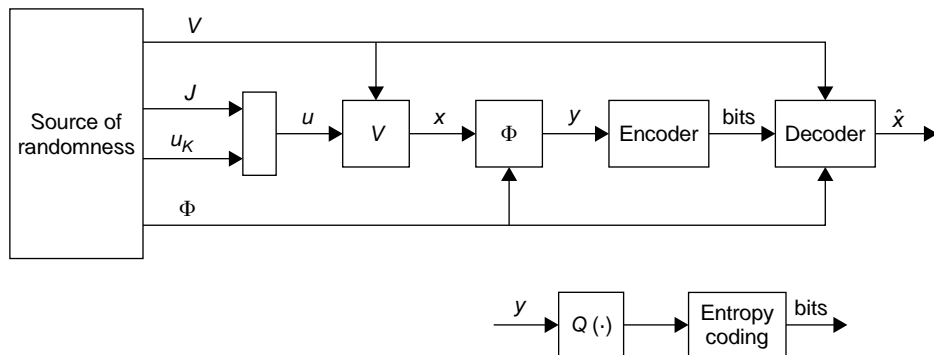 V
J
Source of
randomness
u
V
x
Φ
y
Encoder
bits
Decoder
x̂
u_K
Φ
y
Q (·)
Entropy
coding
bits